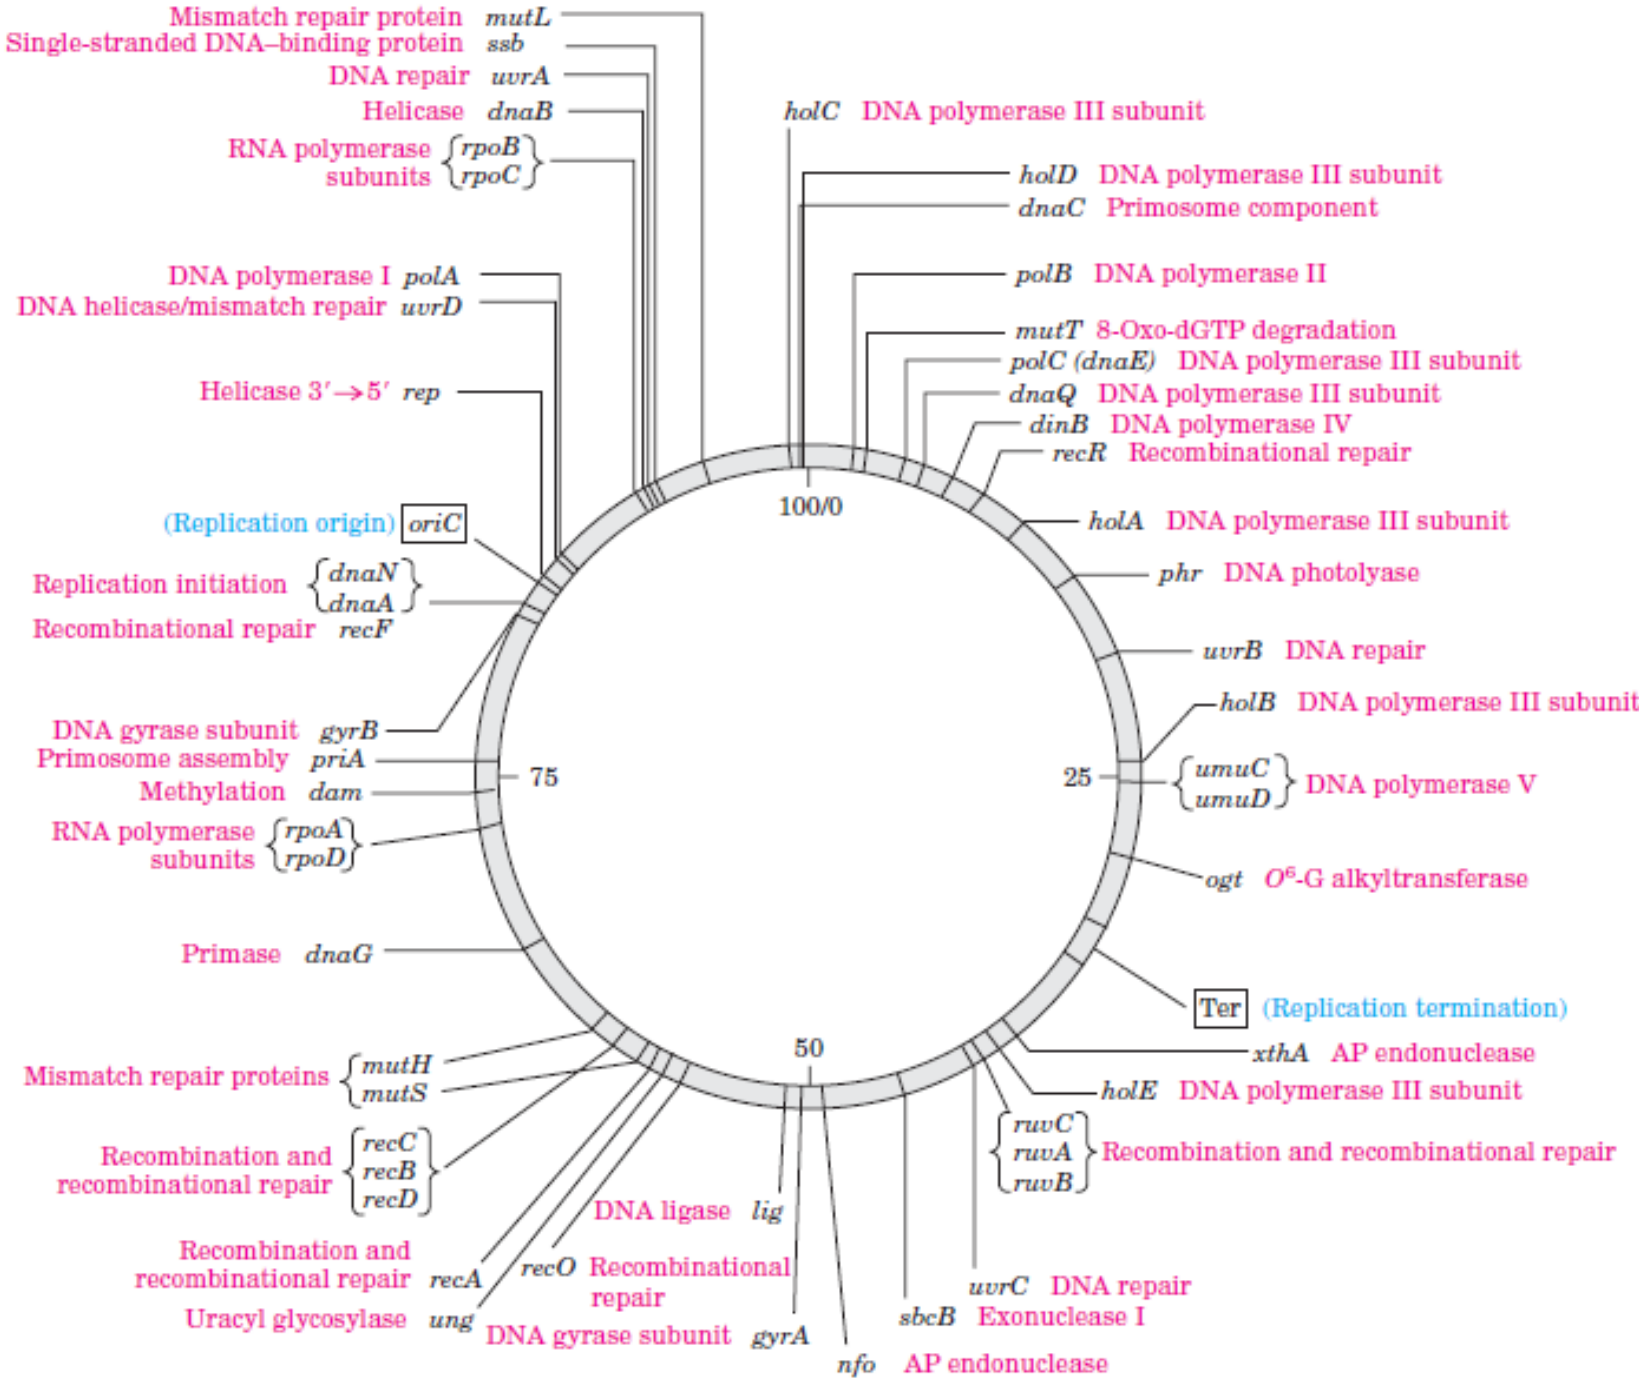 Mismatch repair protein mutL
Single-stranded DNA–binding protein ssb
DNA repair uvrA
Helicase dnaB
RNA polymerase subunits rpoB rpoC
DNA polymerase I polA
DNA helicase/mismatch repair uvrD
Helicase 3′→5′ rep
(Replication origin) oriC
Replication initiation dnaN dnaA
Recombinational repair recF
DNA gyrase subunit gyrB
Primosome assembly priA
Methylation dam
RNA polymerase subunits rpoA rpoD
Primase dnaG
Mismatch repair proteins mutH mutS
Recombination and recombinational repair recC recB recD
Recombination and recombinational repair recA
Uracyl glycosylase ung
recO Recombinational repair
DNA ligase lig
DNA gyrase subunit gyrA
holC DNA polymerase III subunit
holD DNA polymerase III subunit
dnaC Primosome component
polB DNA polymerase II
mutT 8-Oxo-dGTP degradation
polC (dnaE) DNA polymerase III subunit
dnaQ DNA polymerase III subunit
dinB DNA polymerase IV
recR Recombinational repair
holA DNA polymerase III subunit
phr DNA photolyase
uvrB DNA repair
holB DNA polymerase III subunit
umuC umuD DNA polymerase V
ogt O⁶-G alkyltransferase
Ter (Replication termination)
xthA AP endonuclease
holE DNA polymerase III subunit
ruvC ruvA ruvB Recombination and recombinational repair
uvrC DNA repair
sbcB Exonuclease I
nfo AP endonuclease
100/0
75
25
50